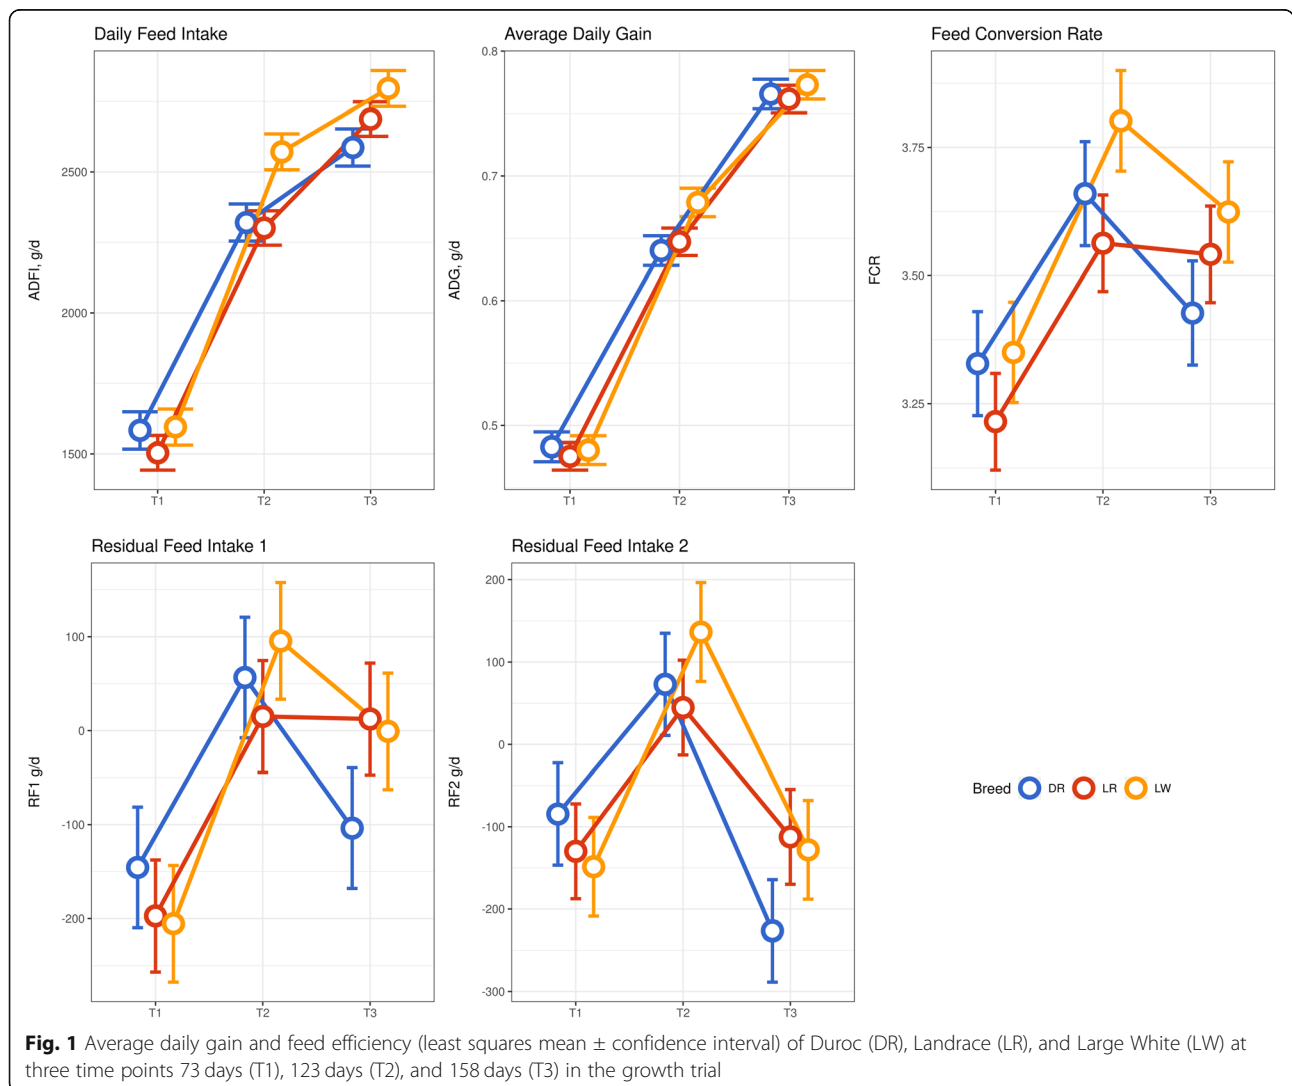 Daily Feed Intake
ADFI, g/d
2500
2000
1500
T1 T2 T3
Average Daily Gain
ADG, g/d
0.8
0.7
0.6
0.5
T1 T2 T3
Feed Conversion Rate
FCR
3.75
3.50
3.25
T1 T2 T3
Residual Feed Intake 1
RF1 g/d
100
0
-100
-200
T1 T2 T3
Residual Feed Intake 2
RF2 g/d
200
100
0
-100
-200
-300
T1 T2 T3
Breed DR LR LW
Fig. 1 Average daily gain and feed efficiency (least squares mean ± confidence interval) of Duroc (DR), Landrace (LR), and Large White (LW) at
three time points 73 days (T1), 123 days (T2), and 158 days (T3) in the growth trial